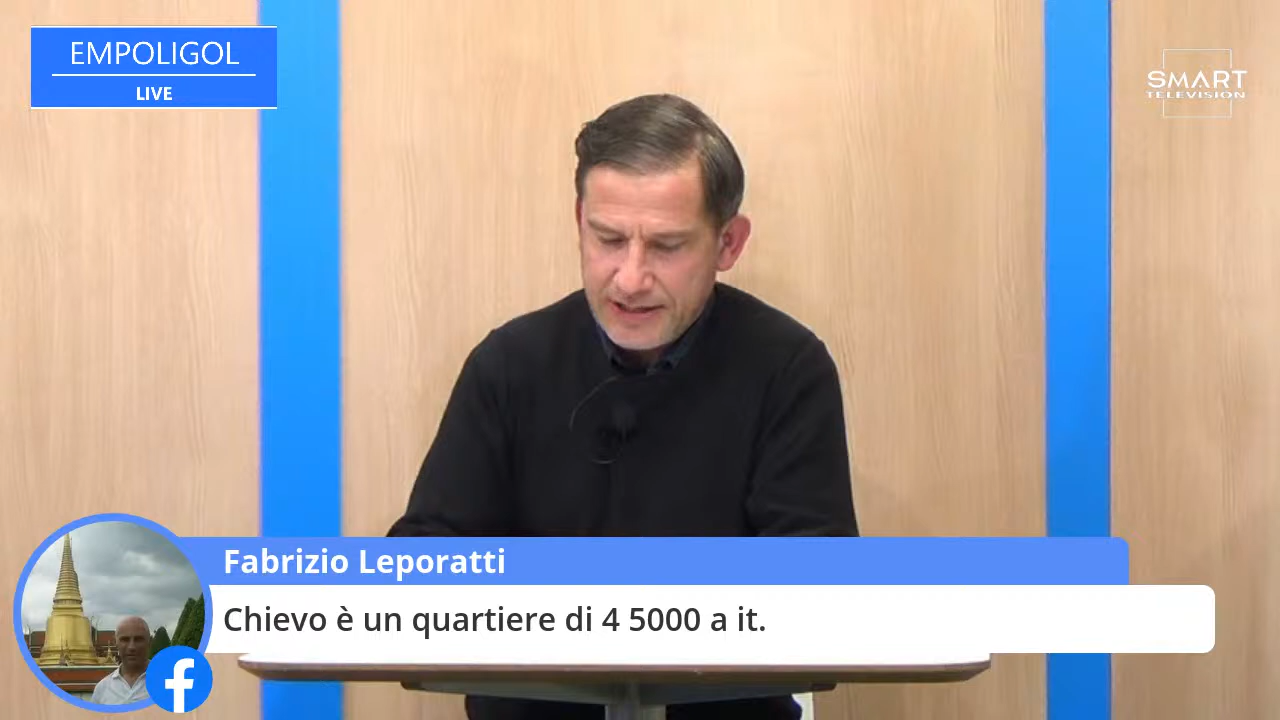 EMPOLIGOL
LIVE
SMART
TELEVISION
Fabrizio Leporatti
Chievo è un quartiere di 4 5000 a it.